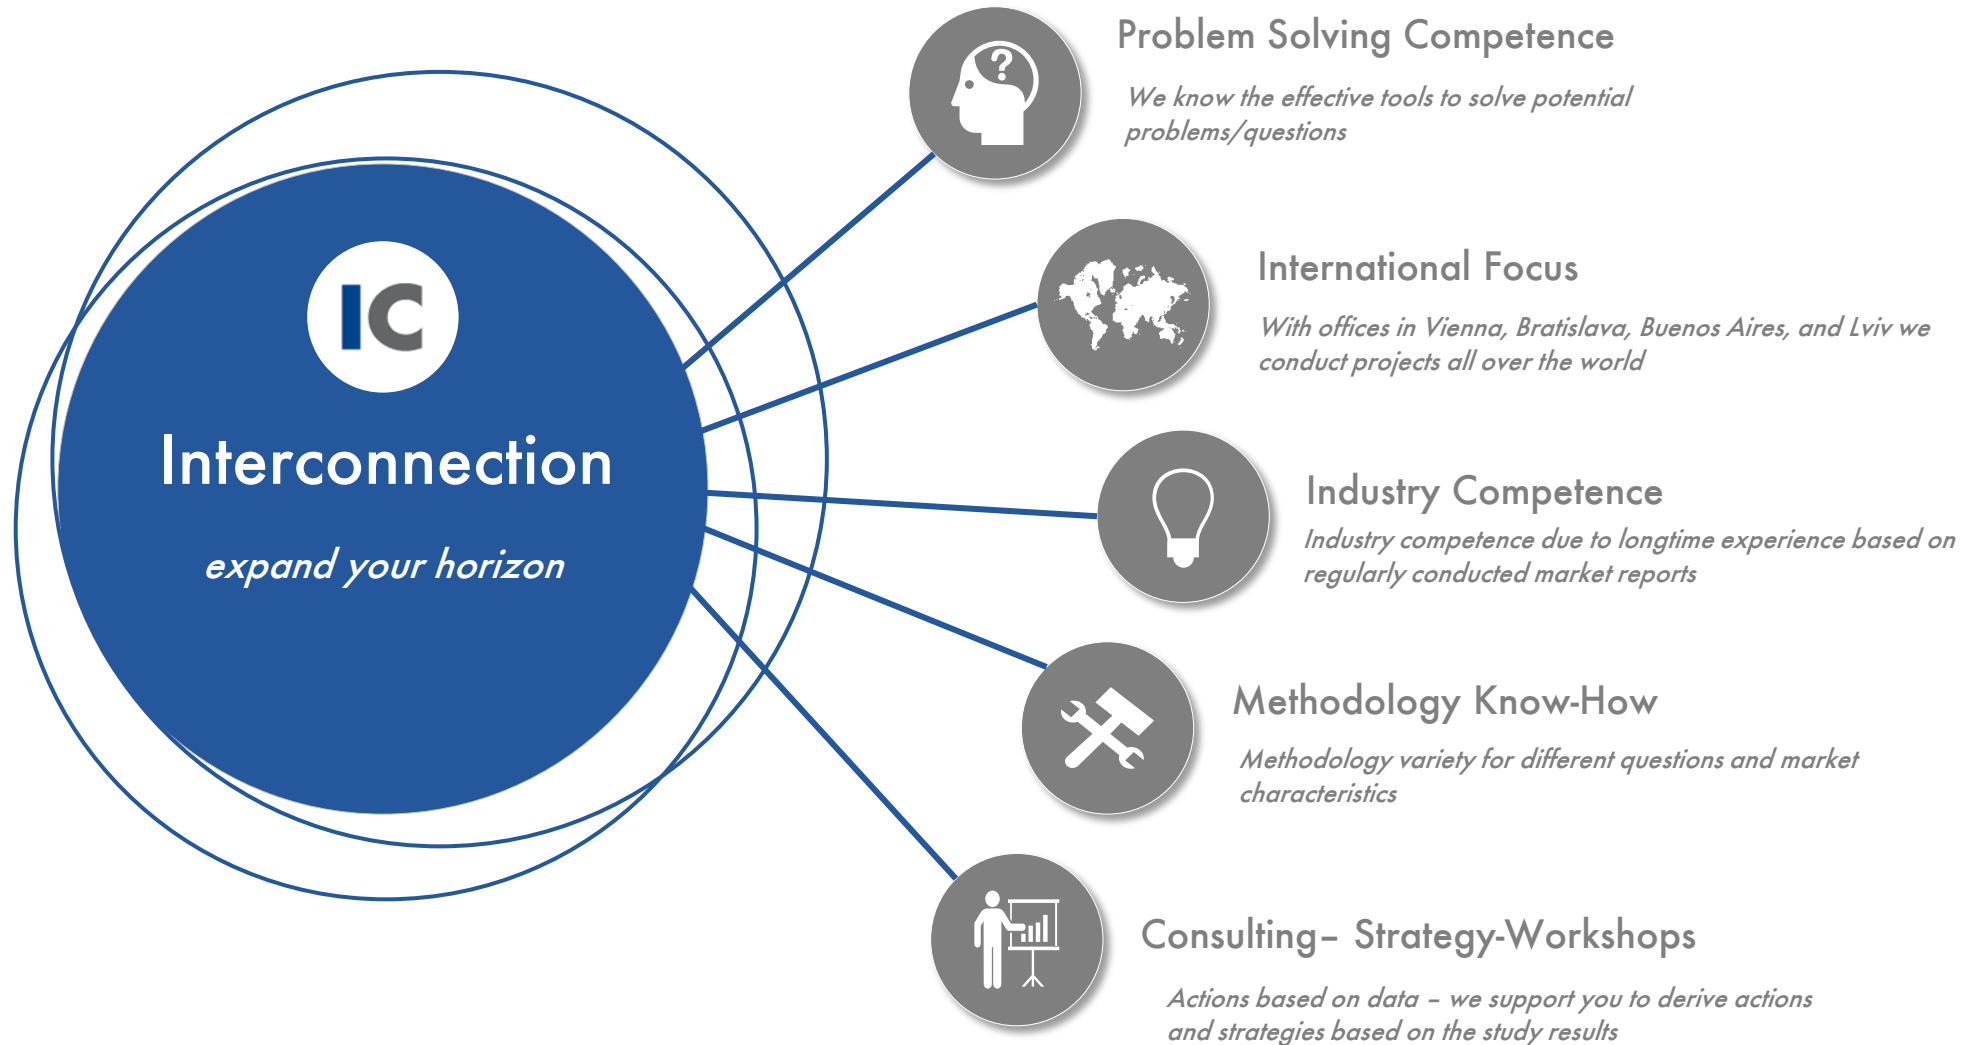 IC
Interconnection
expand your horizon
?
Problem Solving Competence
We know the effective tools to solve potential
problems/questions
International Focus
With offices in Vienna, Bratislava, Buenos Aires, and Lviv we
conduct projects all over the world
Industry Competence
Industry competence due to longtime experience based on
regularly conducted market reports
Methodology Know-How
Methodology variety for different questions and market
characteristics
Consulting– Strategy-Workshops
Actions based on data – we support you to derive actions
and strategies based on the study results